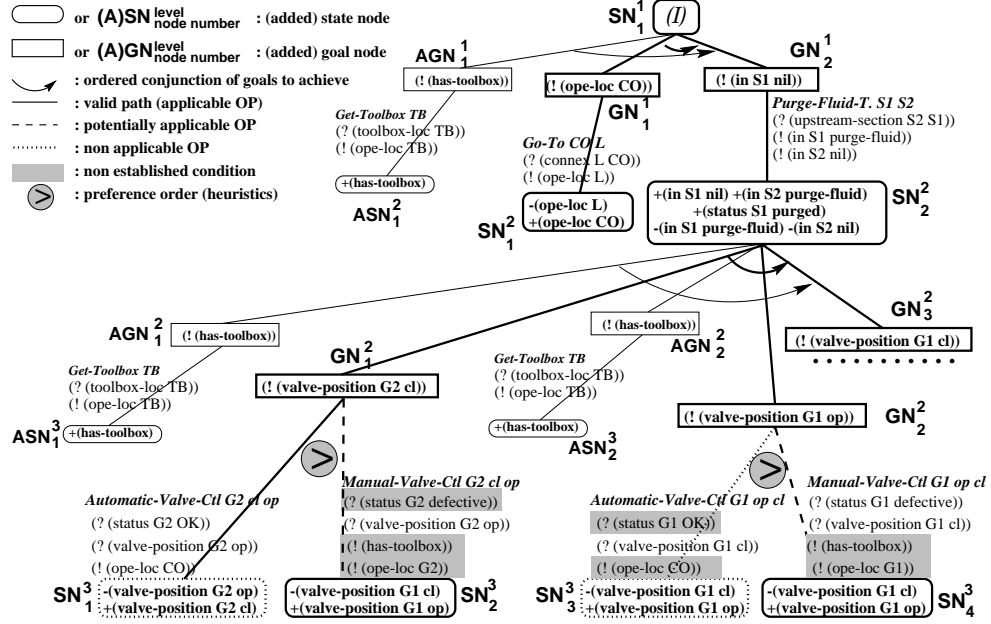 or (A)SN level node number : (added) state node
or (A)GN level node number : (added) goal node
: ordered conjunction of goals to achieve
: valid path (applicable OP)
: potentially applicable OP
: non applicable OP
: non established condition
> : preference order (heuristics)
SN 1 1 (I)
AGN 1 1
(! (has-toolbox))
(! (ope-loc CO))
GN 1 1
GN 1 2
(! (in S1 nil))
Get-Toolbox TB
(? (toolbox-loc TB))
(! (ope-loc TB))
+(has-toolbox)
ASN 2 1
Go-To CO L
(? (connex L CO))
(! (ope-loc L))
-(ope-loc L)
+(ope-loc CO)
SN 2 1
Purge-Fluid-T. S1 S2
(? (upstream-section S2 S1))
(! (in S1 purge-fluid))
(! (in S2 nil))
+(in S1 nil) +(in S2 purge-fluid)
+(status S1 purged)
-(in S1 purge-fluid) -(in S2 nil)
SN 2 2
AGN 2 1
(! (has-toolbox))
Get-Toolbox TB
(? (toolbox-loc TB))
(! (ope-loc TB))
ASN 3 1
+(has-toolbox)
GN 2 1
(! (valve-position G2 cl))
(! (has-toolbox))
AGN 2 2
Get-Toolbox TB
(? (toolbox-loc TB))
(! (ope-loc TB))
+(has-toolbox)
ASN 3 2
GN 2 3
(! (valve-position G1 cl))
(! (valve-position G1 op))
GN 2 2
>
Automatic-Valve-Ctl G2 cl op
(? (status G2 OK))
(? (valve-position G2 op))
(! (ope-loc CO))
SN 3 1
-(valve-position G2 op)
+(valve-position G2 cl)
Manual-Valve-Ctl G2 cl op
(? (status G2 defective))
(? (valve-position G2 op))
(! (has-toolbox))
(! (ope-loc G2))
-(valve-position G1 cl)
+(valve-position G1 op)
SN 3 2
>
Automatic-Valve-Ctl G1 op cl
(? (status G1 OK))
(? (valve-position G1 cl))
(! (ope-loc CO))
SN 3 3
-(valve-position G1 cl)
+(valve-position G1 op)
Manual-Valve-Ctl G1 op cl
(? (status G1 defective))
(? (valve-position G1 cl))
(! (has-toolbox))
(! (ope-loc G1))
-(valve-position G1 cl)
+(valve-position G1 op)
SN 3 4